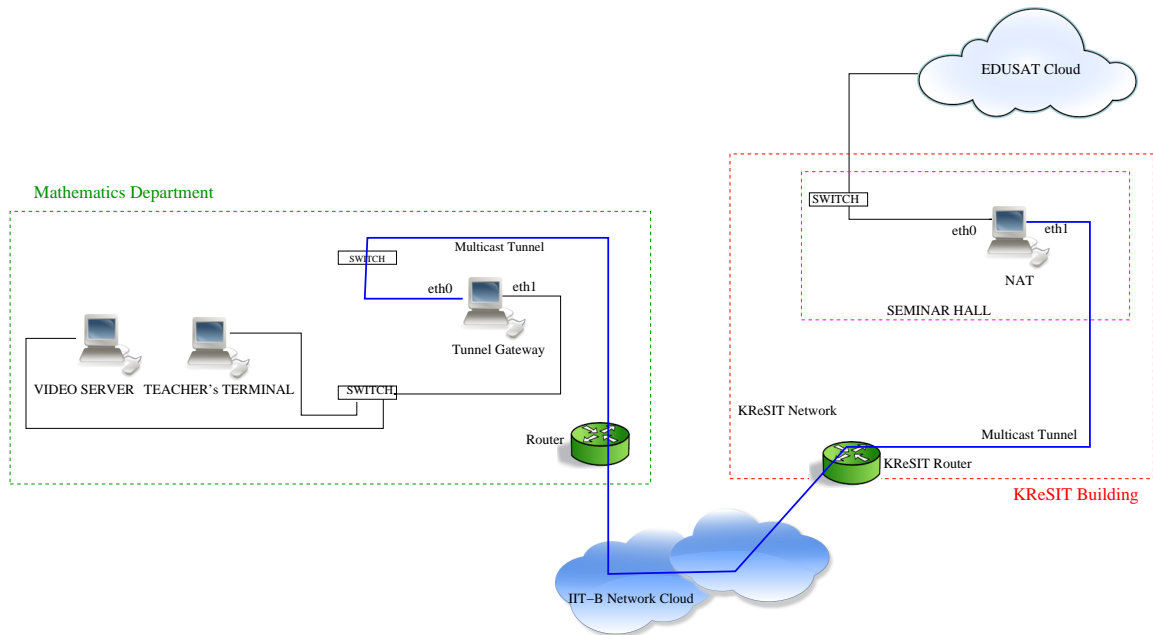 EDUSAT Cloud
Mathematics Department
SWITCH
eth0
eth1
NAT
SEMINAR HALL
Multicast Tunnel
SWITCH
eth0
eth1
Tunnel Gateway
VIDEO SERVER
TEACHER's TERMINAL
SWITCH
Router
KReSIT Network
Multicast Tunnel
KReSIT Router
KReSIT Building
IIT−B Network Cloud